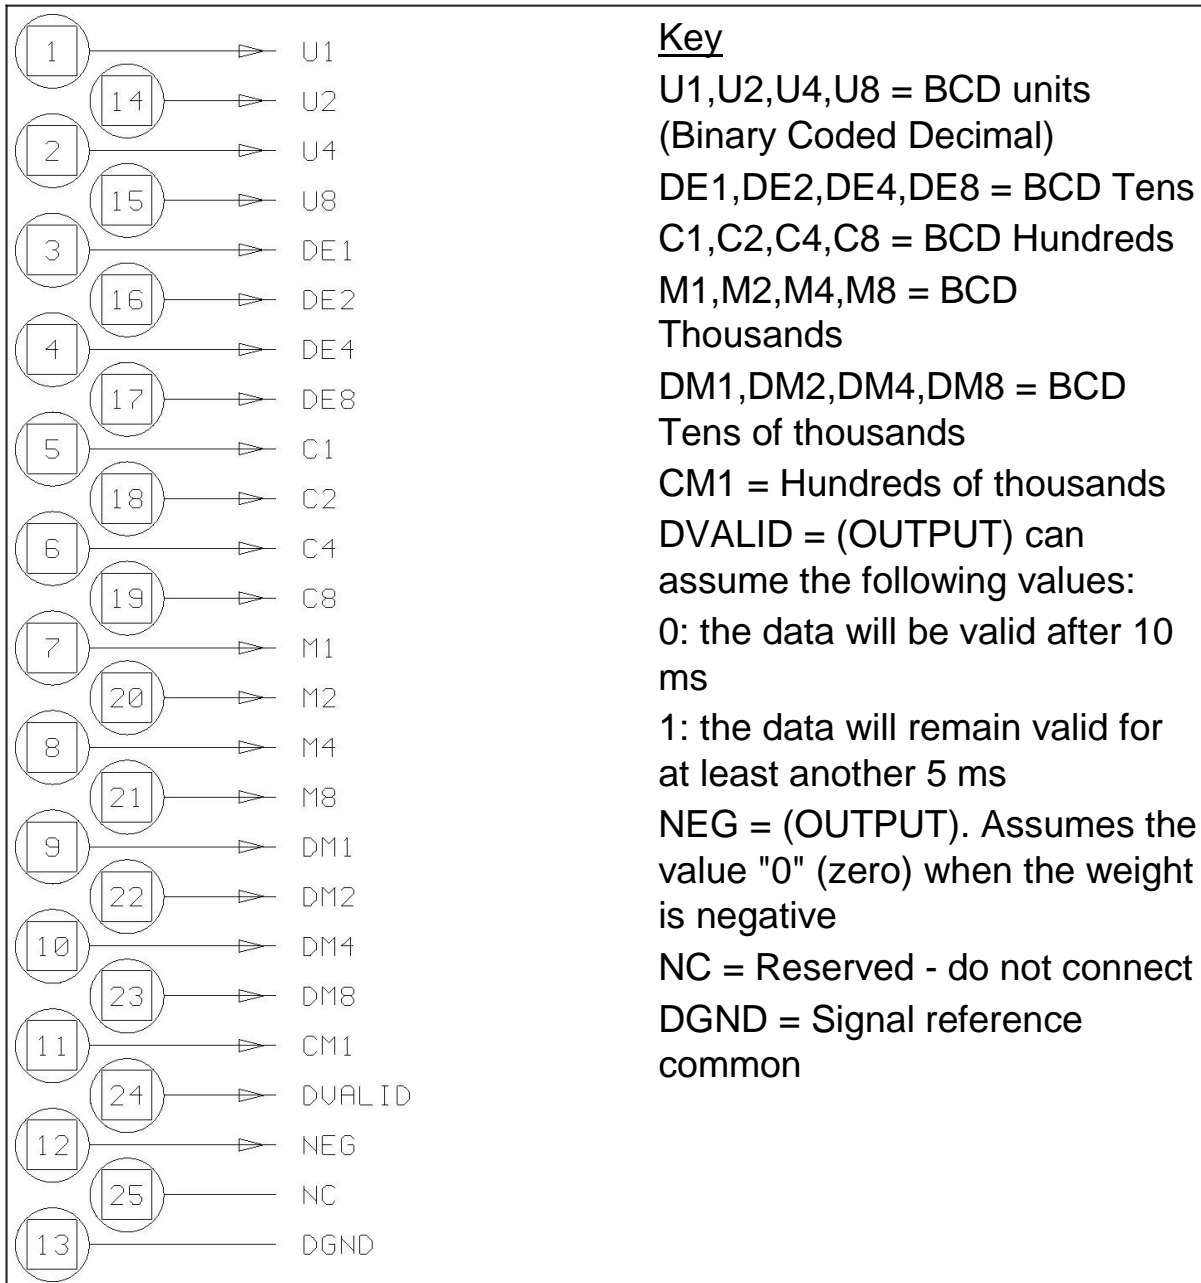 1 U1
14 U2
2 U4
15 U8
3 DE1
16 DE2
4 DE4
17 DE8
5 C1
18 C2
6 C4
19 C8
7 M1
20 M2
8 M4
21 M8
9 DM1
22 DM2
10 DM4
23 DM8
11 CM1
24 DVALID
12 NEG
25 NC
13 DGND
Key
U1,U2,U4,U8 = BCD units
(Binary Coded Decimal)
DE1,DE2,DE4,DE8 = BCD Tens
C1,C2,C4,C8 = BCD Hundreds
M1,M2,M4,M8 = BCD
Thousands
DM1,DM2,DM4,DM8 = BCD
Tens of thousands
CM1 = Hundreds of thousands
DVALID = (OUTPUT) can
assume the following values:
0: the data will be valid after 10
ms
1: the data will remain valid for
at least another 5 ms
NEG = (OUTPUT). Assumes the
value "0" (zero) when the weight
is negative
NC = Reserved - do not connect
DGND = Signal reference
common